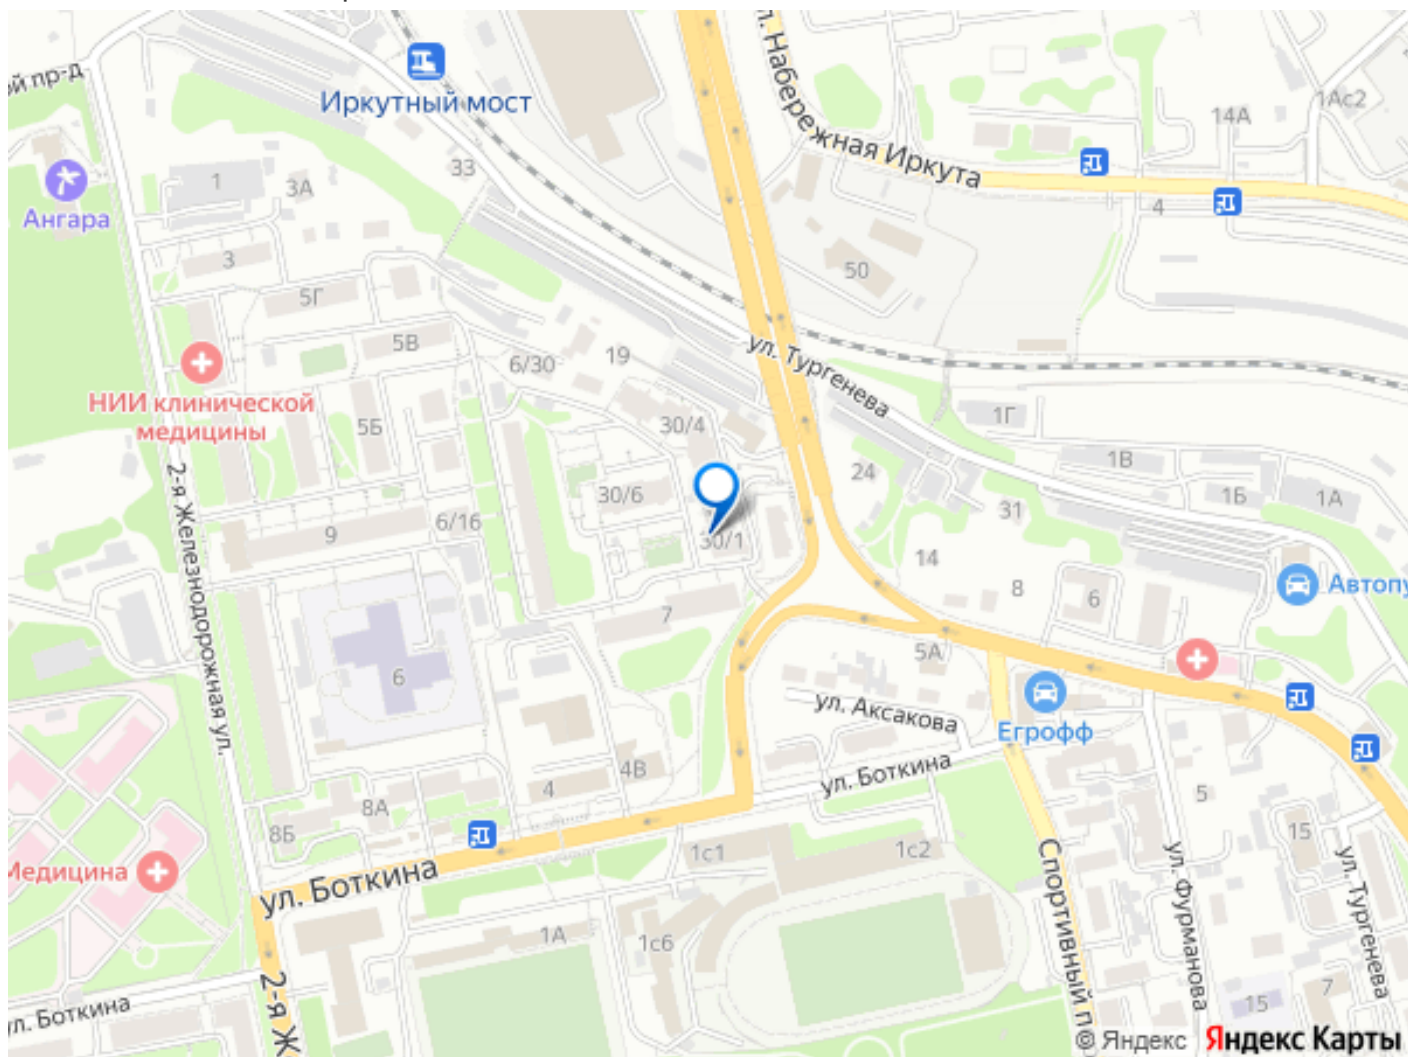 ой пр-д
Иркутный мост
ул. Набережная Иркута
14А
1Ас2
Ангара
1
3А
33
4
3
5Г
50
5В
6/30
19
ул. Тургенева
НИИ клинической
медицины
5Б
30/4
1Г
24
1В
2-я Железнодорожная ул.
30/6
1Б
1А
6/16
9
31
30/1
14
8
6
Автопу
7
5А
6
ул. Аксакова
Егрофф
4В
4
ул. Боткина
5
8А
8Б
15
Медицина
1с1
1с2
Спортивный п
ул. Фурманова
ул. Тургенева
ул. Боткина
1А
1с6
2-я Ж
15
7
ул. Боткина
© Яндекс Яндекс Карты